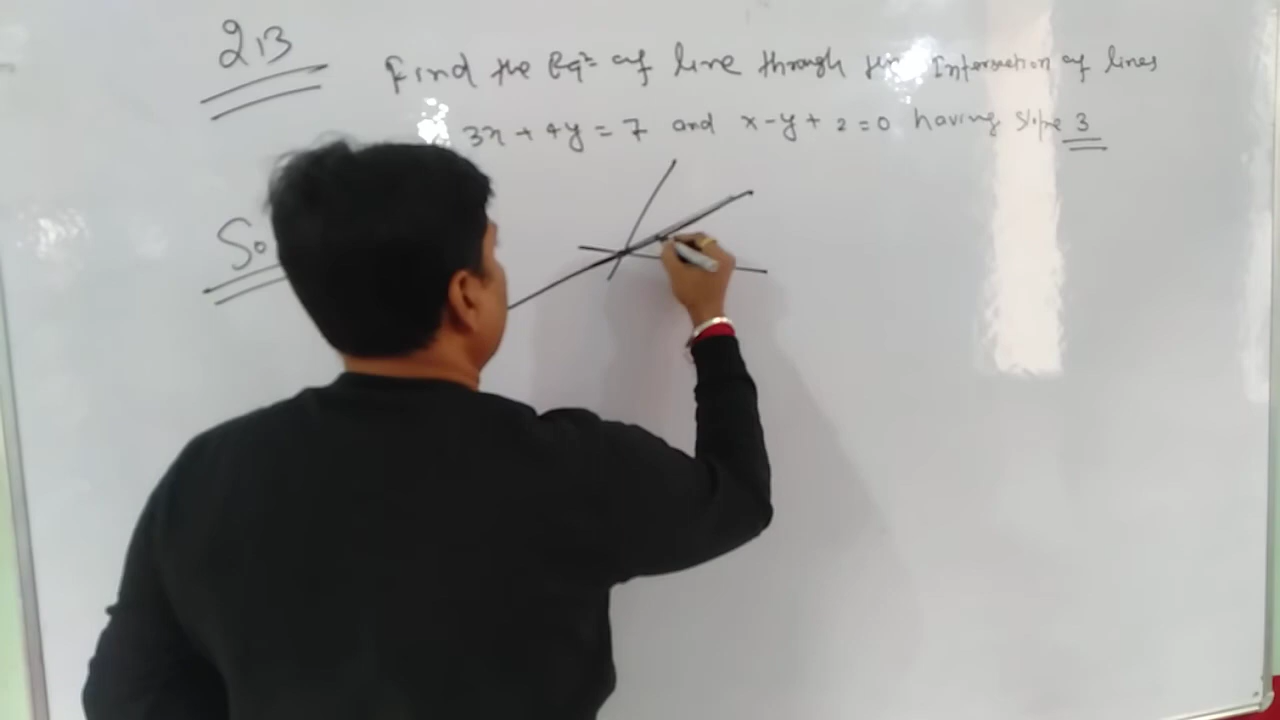 213
Find the Eqⁿ of line through the Intersection of lines
3x + 4y = 7 and x - y + 2 = 0 having slope 3
So